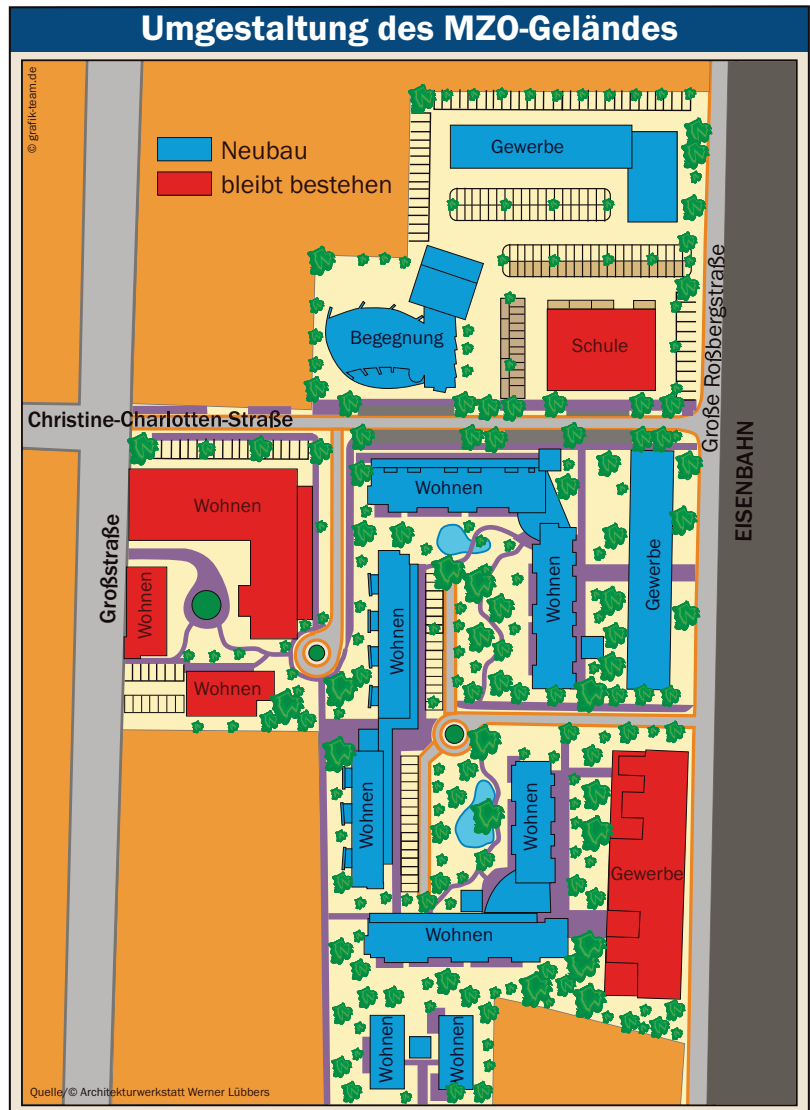 Umgestaltung des MZO-Geländes
© grafik-team.de
Neubau
bleibt bestehen
Gewerbe
Begegnung
Schule
Große Roßbergstraße
EISENBAHN
Christine-Charlotten-Straße
Großstraße
Wohnen
Wohnen
Wohnen
Wohnen
Wohnen
Wohnen
Gewerbe
Wohnen
Wohnen
Gewerbe
Wohnen
Wohnen
Wohnen
Quelle/© Architekturwerkstatt Werner Lübbers